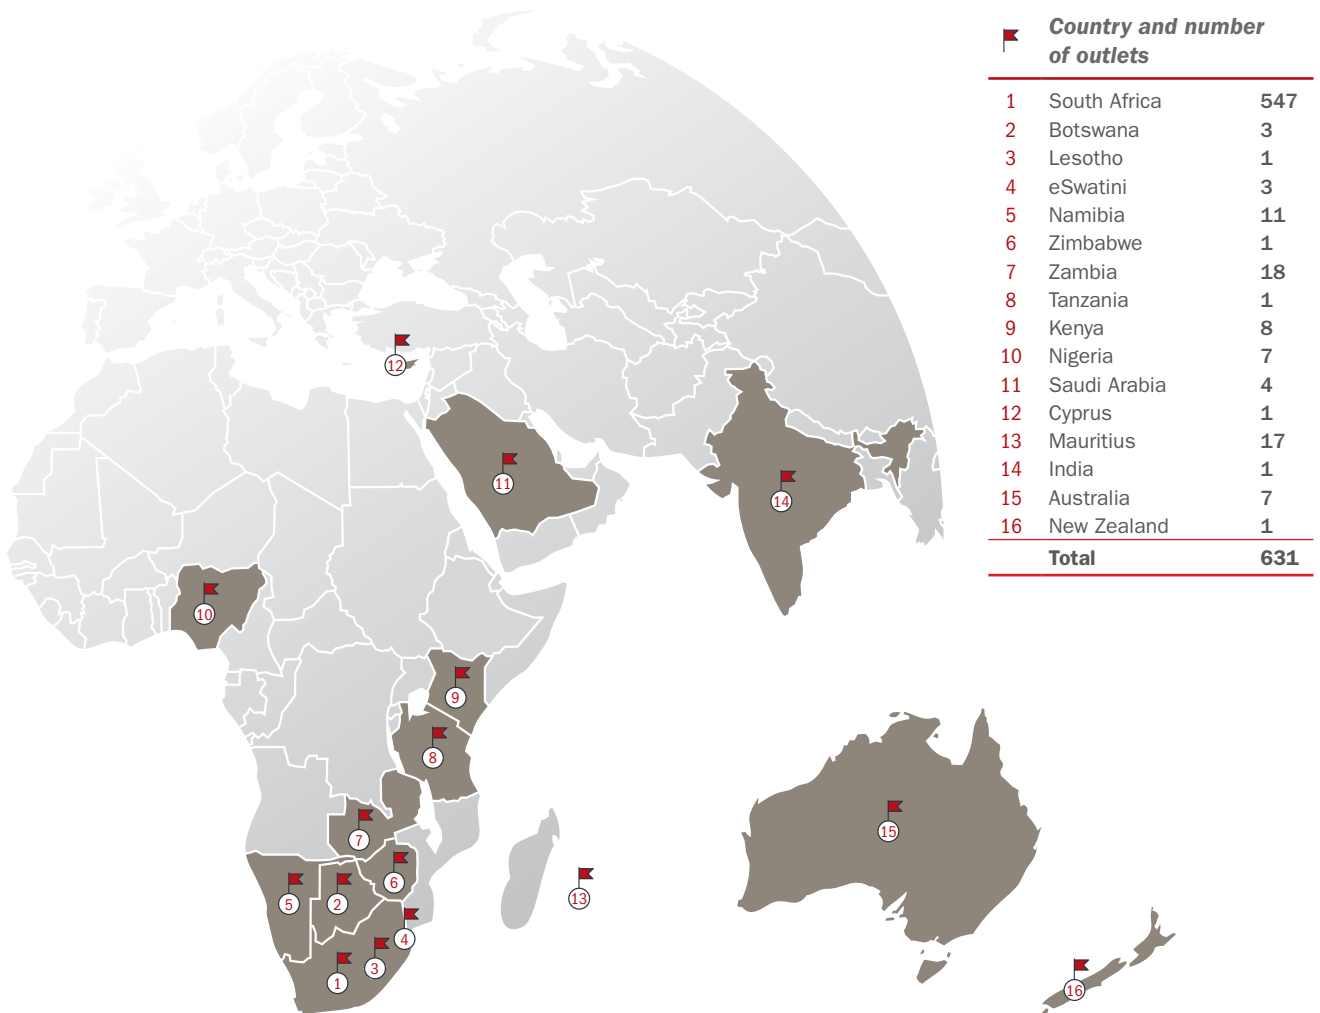 Country and number
of outlets
1 South Africa 547
2 Botswana 3
3 Lesotho 1
4 eSwatini 3
5 Namibia 11
6 Zimbabwe 1
7 Zambia 18
8 Tanzania 1
9 Kenya 8
10 Nigeria 7
11 Saudi Arabia 4
12 Cyprus 1
13 Mauritius 17
14 India 1
15 Australia 7
16 New Zealand 1
Total 631
12
11
14
10
9
8
15
7
6
13
5
2
4
3
1
16